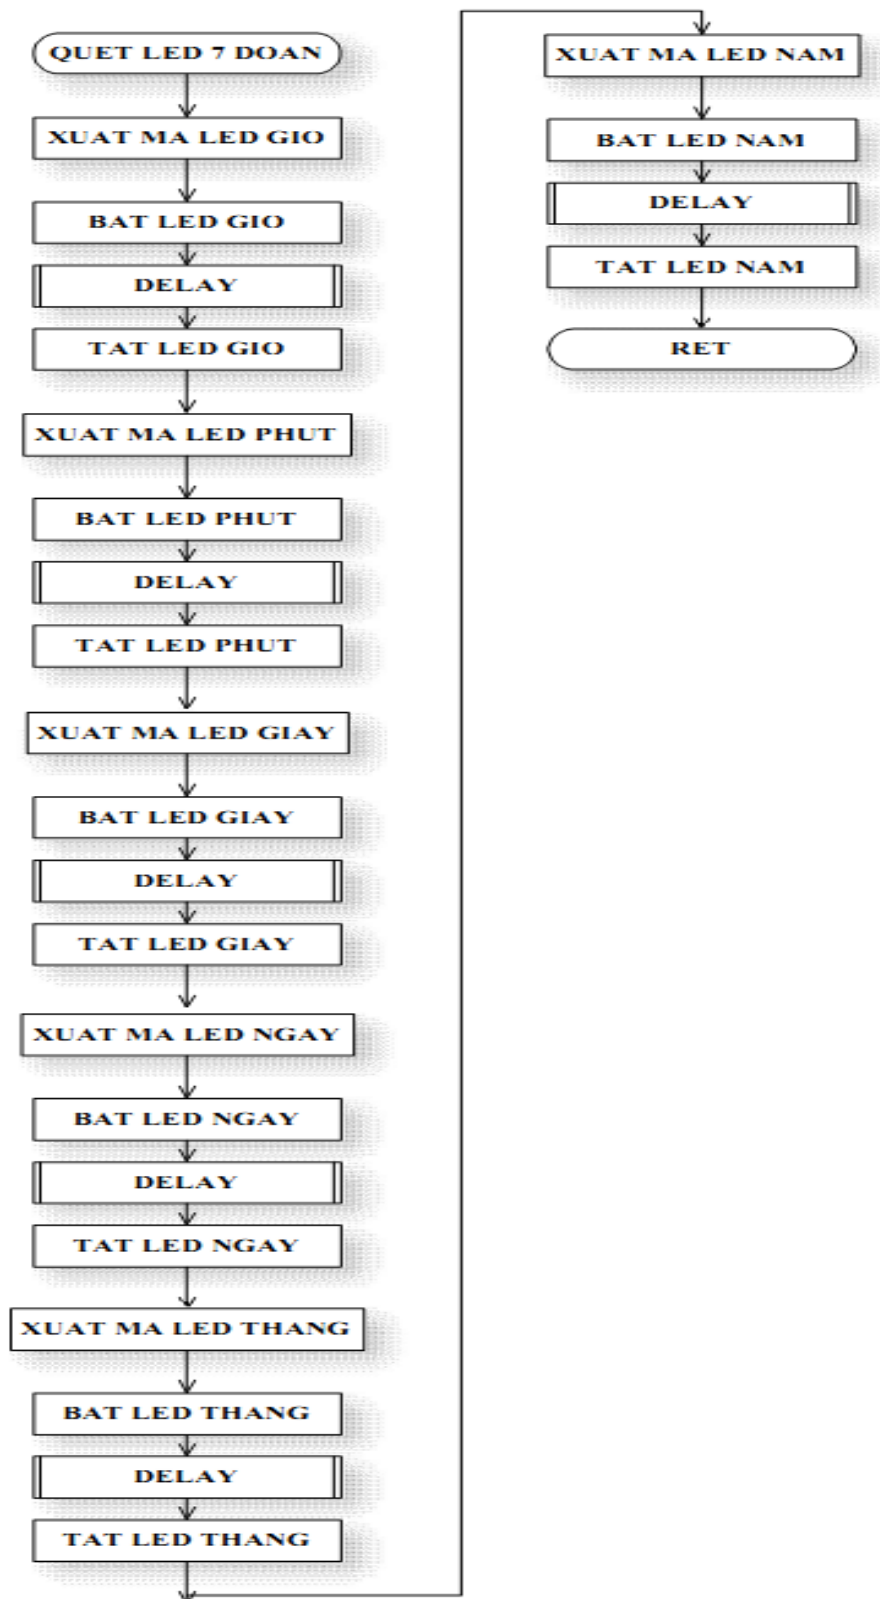 QUET LED 7 DOAN
XUAT MA LED GIO
BAT LED GIO
DELAY
TAT LED GIO
XUAT MA LED PHUT
BAT LED PHUT
DELAY
TAT LED PHUT
XUAT MA LED GIAY
BAT LED GIAY
DELAY
TAT LED GIAY
XUAT MA LED NGAY
BAT LED NGAY
DELAY
TAT LED NGAY
XUAT MA LED THANG
BAT LED THANG
DELAY
TAT LED THANG
XUAT MA LED NAM
BAT LED NAM
DELAY
TAT LED NAM
RET